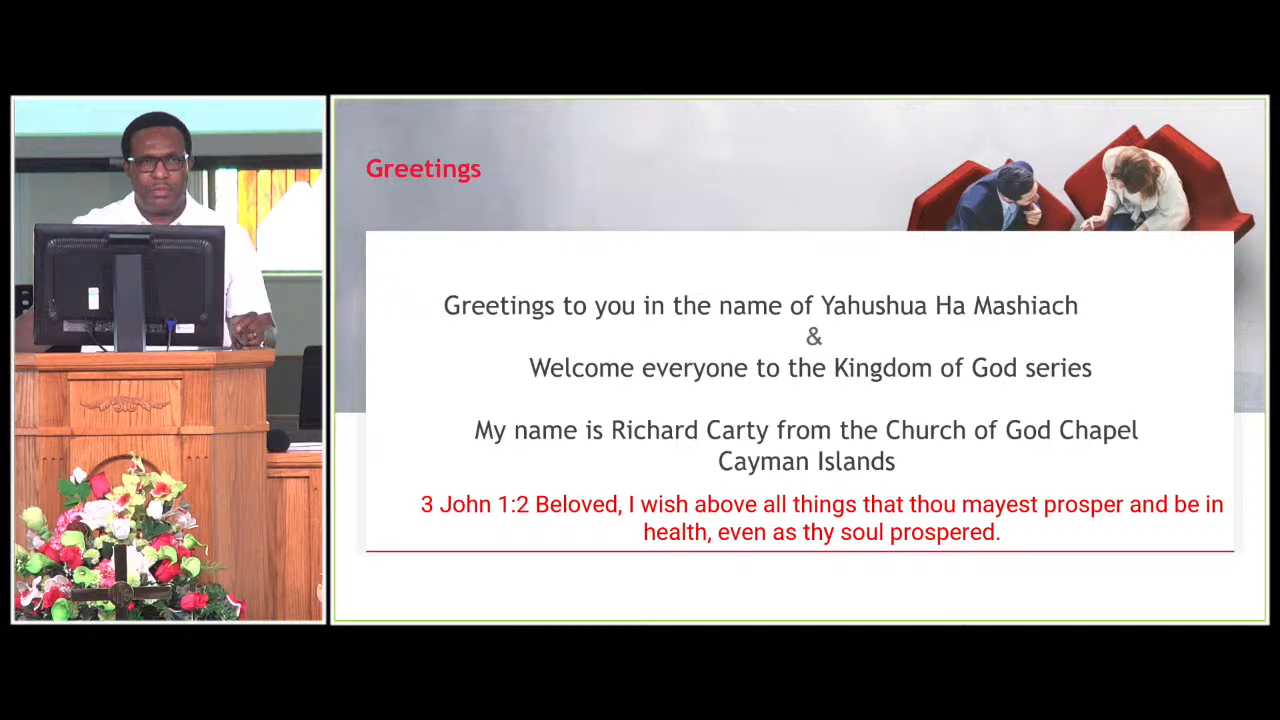 Greetings
Greetings to you in the name of Yahushua Ha Mashiach
&
Welcome everyone to the Kingdom of God series
My name is Richard Carty from the Church of God Chapel
Cayman Islands
3 John 1:2 Beloved, I wish above all things that thou mayest prosper and be in
health, even as thy soul prospered.